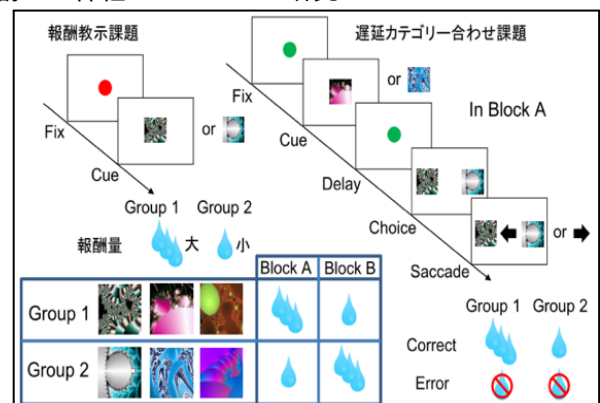 報酬教示課題
Fix
Cue
or
Group 1 Group 2
報酬量 大 小
遅延カテゴリー合わせ課題
Fix
or
Cue
In Block A
Delay
Choice
or
Saccade
Group 1 Group 2
Correct
Error
Block A Block B
Group 1
Group 2